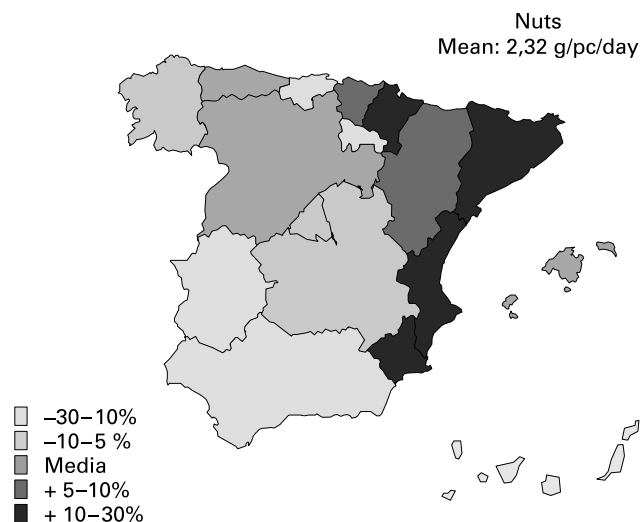 Nuts
Mean: 2,32 g/pc/day
–30–10%
–10–5 %
Media
+ 5–10%
+ 10–30%